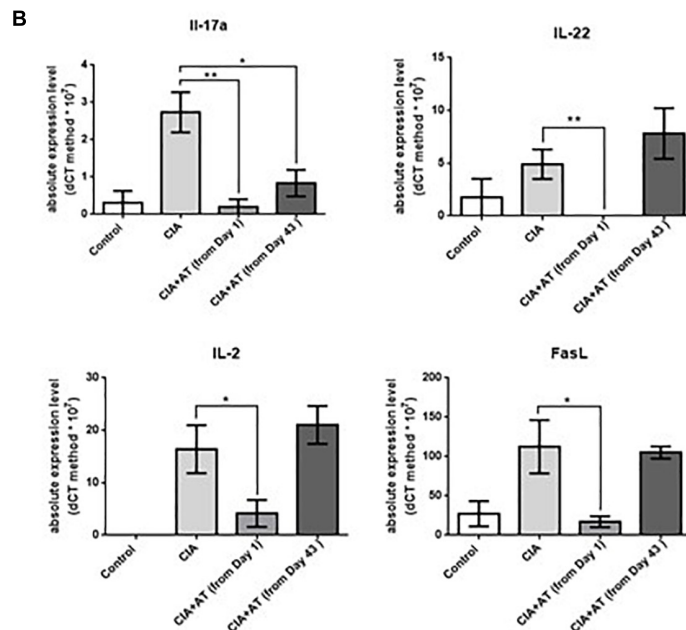 B
Il-17a
absolute expression level
(dCT method * 10⁷)
4
3
2
1
0
*
**
Control
CIA
CIA+AT (from Day 1)
CIA+AT (from Day 43)
IL-22
absolute expression level
(dCT method * 10⁷)
15
10
5
0
**
Control
CIA
CIA+AT (from Day 1)
CIA+AT (from Day 43)
IL-2
absolute expression level
(dCT method * 10⁷)
30
20
10
0
*
Control
CIA
CIA+AT (from Day 1)
CIA+AT (from Day 43)
FasL
absolute expression level
(dCT method * 10⁷)
200
150
100
50
0
*
Control
CIA
CIA+AT (from Day 1)
CIA+AT (from Day 43)